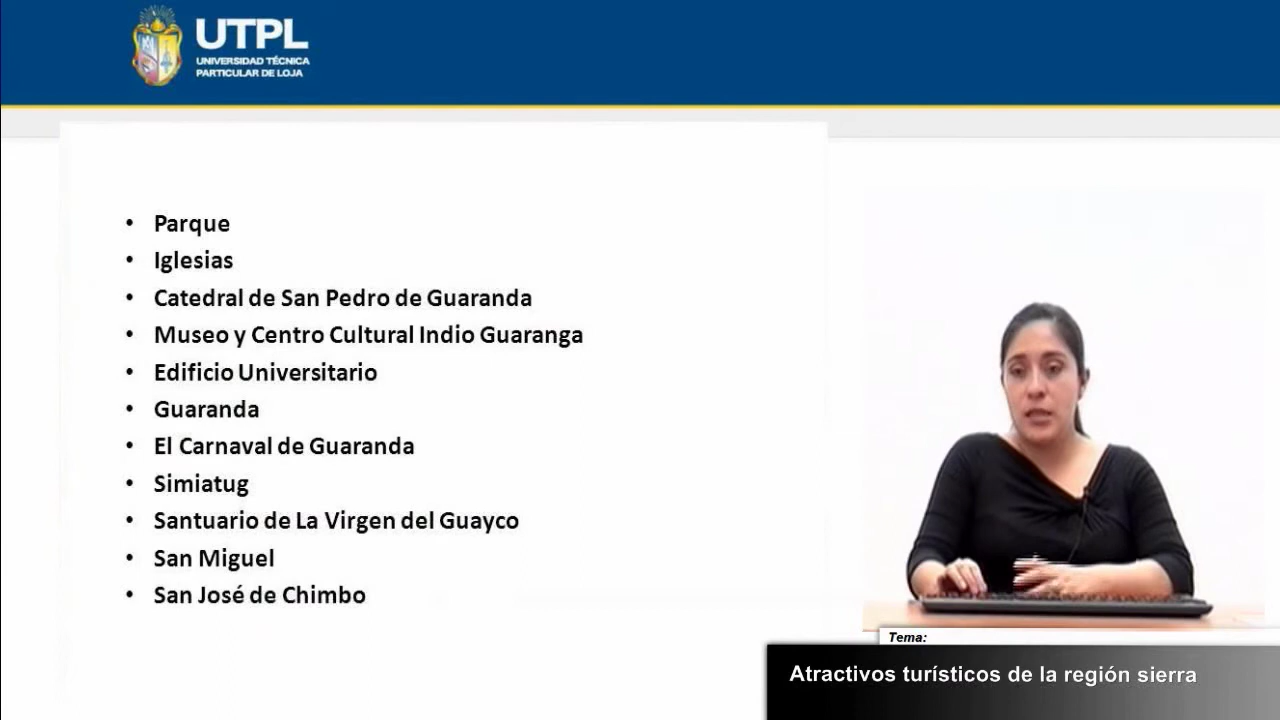 UTPL
UNIVERSIDAD TÉCNICA
PARTICULAR DE LOJA
• Parque
• Iglesias
• Catedral de San Pedro de Guaranda
• Museo y Centro Cultural Indio Guaranga
• Edificio Universitario
• Guaranda
• El Carnaval de Guaranda
• Simiatug
• Santuario de La Virgen del Guayco
• San Miguel
• San José de Chimbo
Tema:
Atractivos turísticos de la región sierra